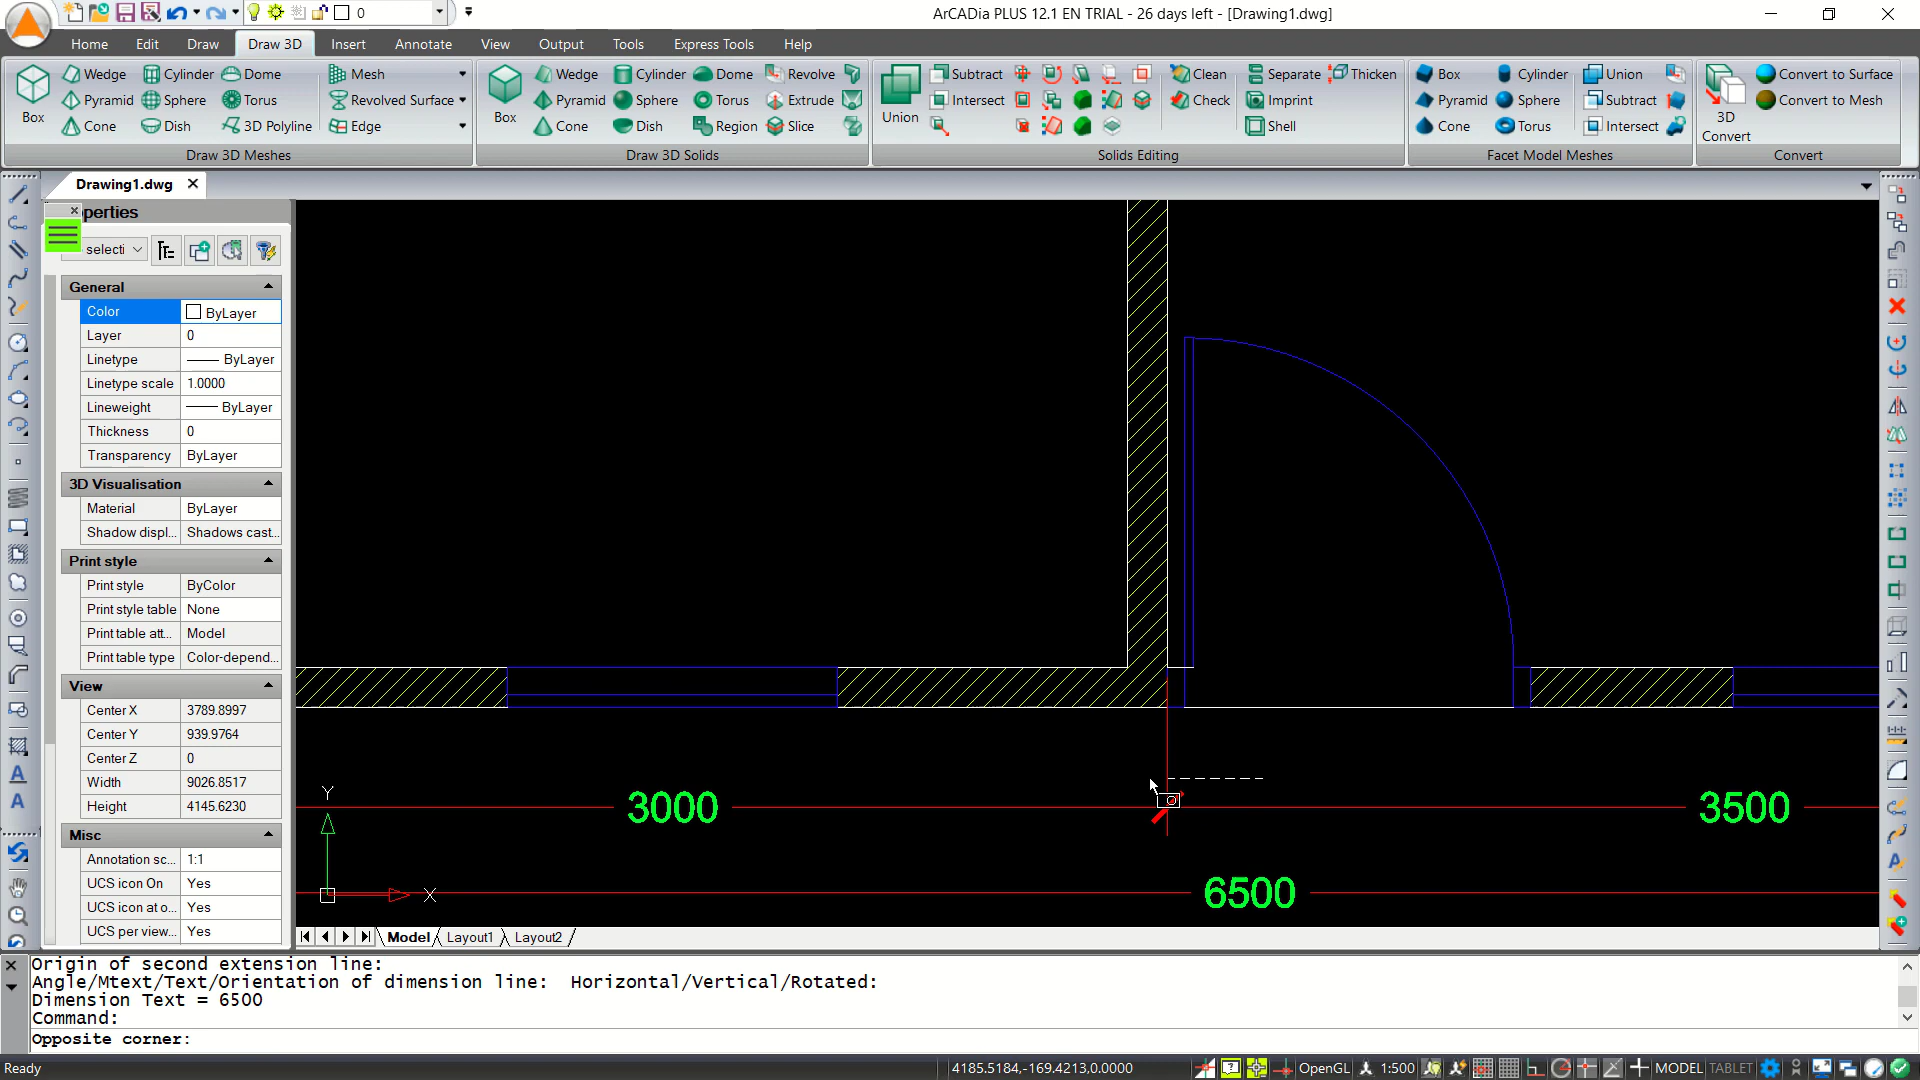 0
ArCADia PLUS 12.1 EN TRIAL - 26 days left - [Drawing1.dwg]
Home Edit Draw Draw 3D Insert Annotate View Output Tools Express Tools Help
Wedge Cylinder Dome Mesh Wedge Cylinder Dome Revolve Subtract Clean Separate Thicken Box Cylinder Union Convert to Surface
Pyramid Sphere Torus Revolved Surface Pyramid Sphere Torus Extrude Intersect Check Imprint Pyramid Sphere Subtract Convert to Mesh
Box Box Union 3D
Cone Dish 3D Polyline Edge Cone Dish Region Slice Shell Cone Torus Intersect Convert
Draw 3D Meshes Draw 3D Solids Solids Editing Facet Model Meshes Convert
Drawing1.dwg
perties
selecti
General
Color ByLayer
Layer 0
Linetype ByLayer
Linetype scale 1.0000
Lineweight ByLayer
Thickness 0
Transparency ByLayer
3D Visualisation
Material ByLayer
Shadow displ... Shadows cast...
Print style
Print style ByColor
Print style table None
Print table att... Model
Print table type Color-depend...
View
Center X 3789.8997
Center Y 939.9764
Center Z 0
Width 9026.8517
Height 4145.6230
Misc
Annotation sc... 1:1
UCS icon On Yes
UCS icon at o... Yes
UCS per view... Yes
Y
X
3000
3500
6500
Model Layout1 Layout2
Origin of second extension line:
Angle/Mtext/Text/Orientation of dimension line:  Horizontal/Vertical/Rotated:
Dimension Text = 6500
Command:
Opposite corner:
Ready 4185.5184,-169.4213,0.0000 OpenGL 1:500 MODEL TABLET